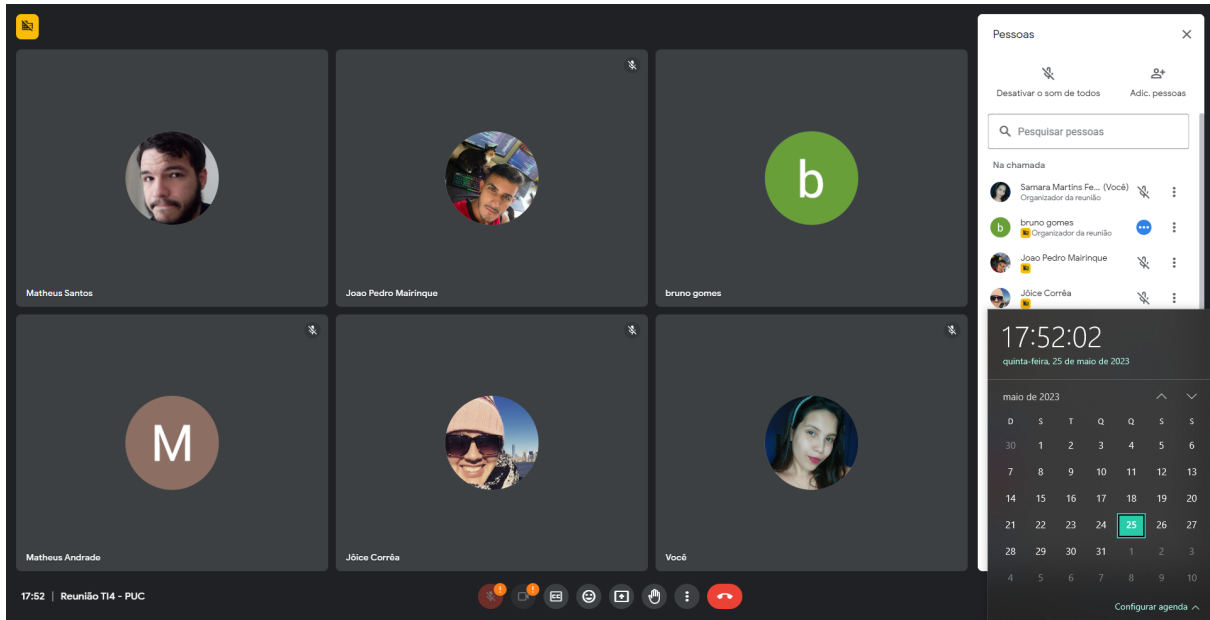 Pessoas
Desativar o som de todos
Adic. pessoas
Pesquisar pessoas
Na chamada
Samara Martins Fe... (Você)
Organizador da reunião
b
bruno gomes
Organizador da reunião
Joao Pedro Mairinque
Jôice Corrêa
Matheus Santos
Joao Pedro Mairinque
b
bruno gomes
M
Matheus Andrade
Jôice Corrêa
Você
17:52:02
quinta-feira, 25 de maio de 2023
maio de 2023
D S T Q Q S S
30 1 2 3 4 5 6
7 8 9 10 11 12 13
14 15 16 17 18 19 20
21 22 23 24 25 26 27
28 29 30 31 1 2 3
4 5 6 7 8 9 10
Configurar agenda
17:52 | Reunião TI4 - PUC